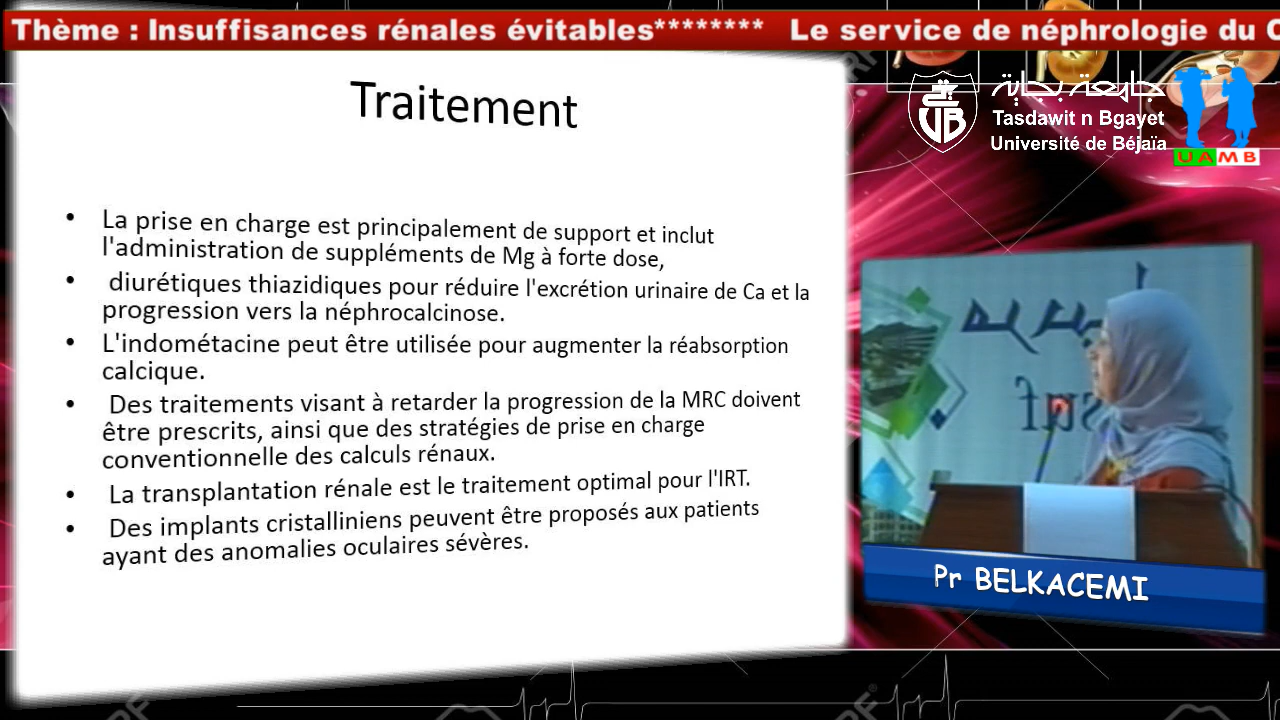 Thème : Insuffisances rénales évitables******** Le service de néphrologie du C
جامعة بجاية
Tasdawit n Bgayet
Université de Béjaïa
UAMB
Traitement
• La prise en charge est principalement de support et inclut
l'administration de suppléments de Mg à forte dose,
• diurétiques thiazidiques pour réduire l'excrétion urinaire de Ca et la
progression vers la néphrocalcinose.
• L'indométacine peut être utilisée pour augmenter la réabsorption
calcique.
• Des traitements visant à retarder la progression de la MRC doivent
être prescrits, ainsi que des stratégies de prise en charge
conventionnelle des calculs rénaux.
• La transplantation rénale est le traitement optimal pour l'IRT.
• Des implants cristalliniens peuvent être proposés aux patients
ayant des anomalies oculaires sévères.
Pr BELKACEMI